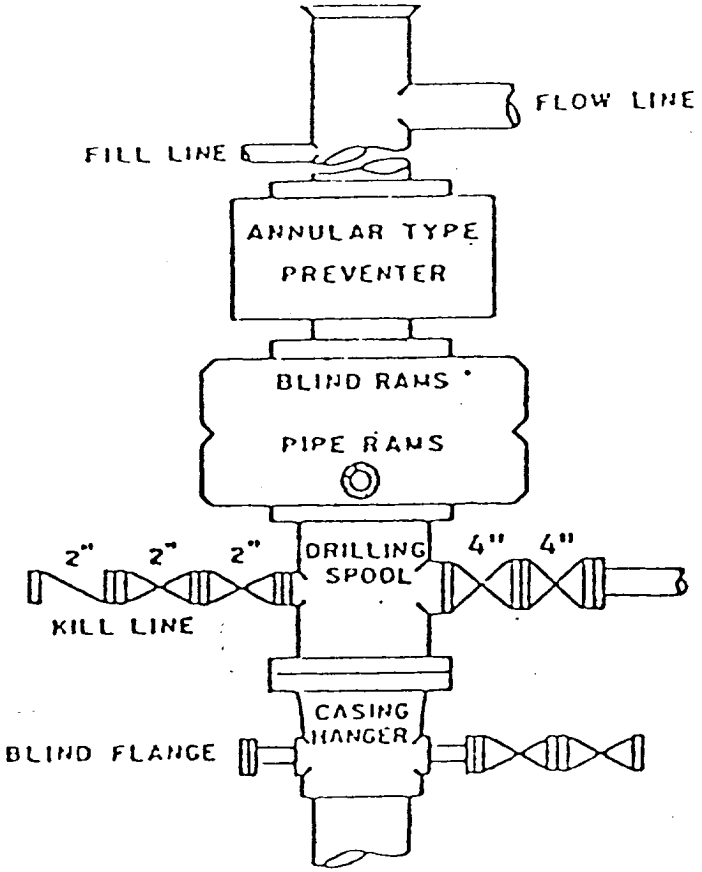 FLOW LINE
FILL LINE
ANNULAR TYPE
PREVENTER
BLIND RAMS
PIPE RAMS
2" 2" 2"
DRILLING
SPOOL
4" 4"
KILL LINE
CASING
HANGER
BLIND FLANGE